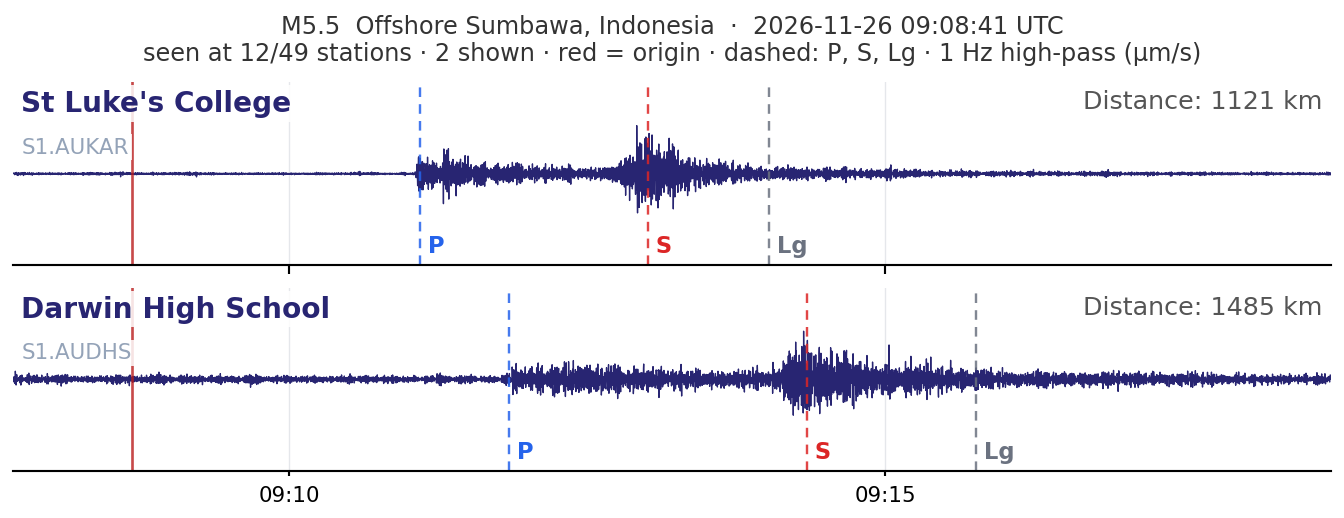 M5.5  Offshore Sumbawa, Indonesia  ·  2026-11-26 09:08:41 UTC
seen at 12/49 stations · 2 shown · red = origin · dashed: P, S, Lg · 1 Hz high-pass (µm/s)
St Luke's College
Distance: 1121 km
S1.AUKAR
P
S
Lg
Darwin High School
Distance: 1485 km
S1.AUDHS
P
S
Lg
09:10
09:15